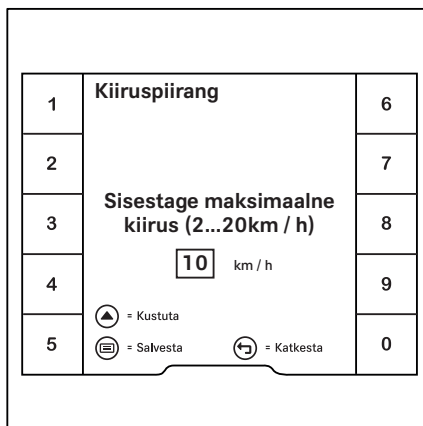 Kiiruspiirang
1
2
3
4
5
Sisestage maksimaalne
kiirus (2...20km / h)
10 km / h
= Kustuta
= Salvesta = Katkesta
6
7
8
9
0